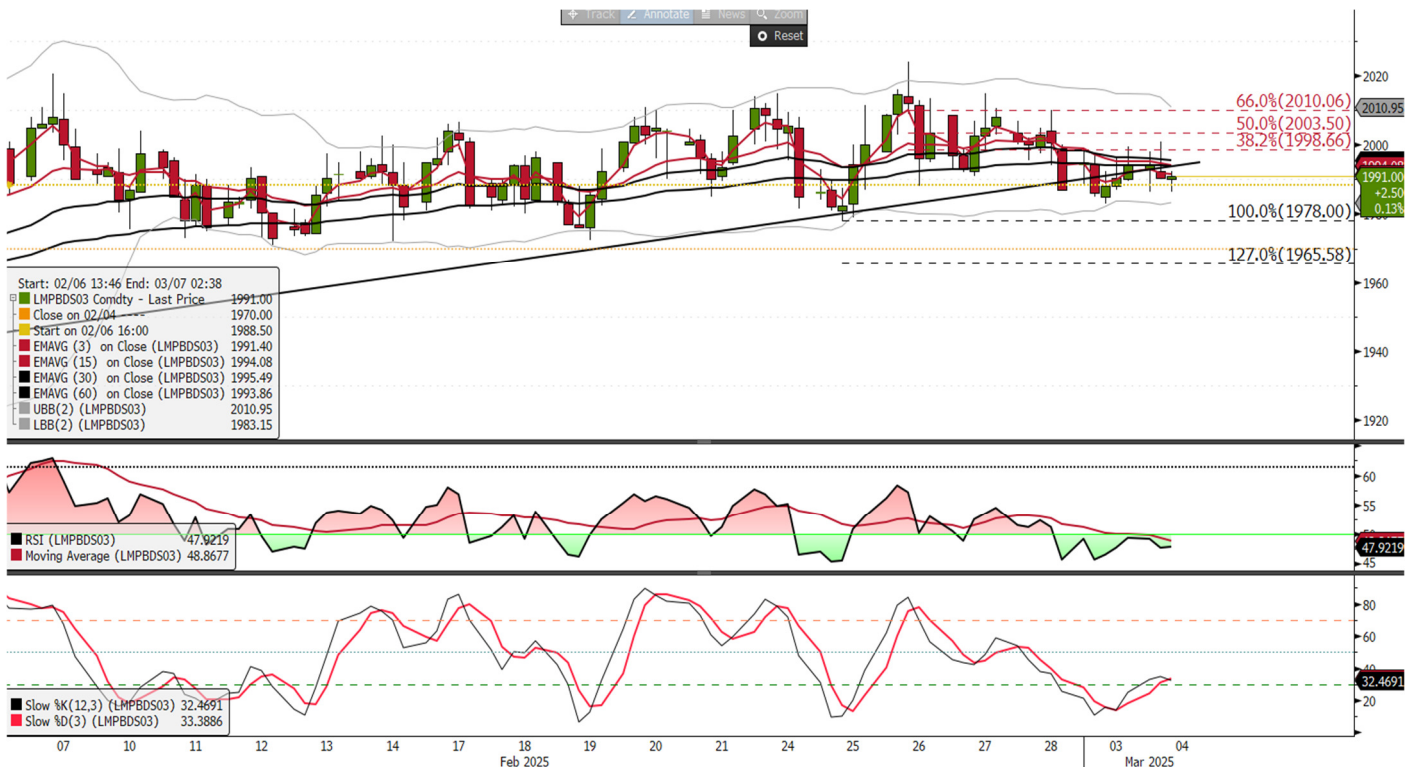 Track Annotate News Zoom
Reset
2020
66.0%(2010.06)
2010.95
50.0%(2003.50)
2000
38.2%(1998.66)
1994.08
1991.00
+2.50
0.13%
100.0%(1978.00)
1980
127.0%(1965.58)
1960
1940
1920
Start: 02/06 13:46 End: 03/07 02:38
LMPBDS03 Comdty - Last Price 1991.00
Close on 02/04 ---- 1970.00
Start on 02/06 16:00 1988.50
EMAVG (3) on Close (LMPBDS03) 1991.40
EMAVG (15) on Close (LMPBDS03) 1994.08
EMAVG (30) on Close (LMPBDS03) 1995.49
EMAVG (60) on Close (LMPBDS03) 1993.86
UBB(2) (LMPBDS03) 2010.95
LBB(2) (LMPBDS03) 1983.15
60
55
50
47.9219
45
RSI (LMPBDS03) 47.9219
Moving Average (LMPBDS03) 48.8677
80
60
40
32.4691
20
Slow %K(12,3) (LMPBDS03) 32.4691
Slow %D(3) (LMPBDS03) 33.3886
07 10 11 12 13 14 17 18 19 20 21 24 25 26 27 28 03 04
Feb 2025 Mar 2025